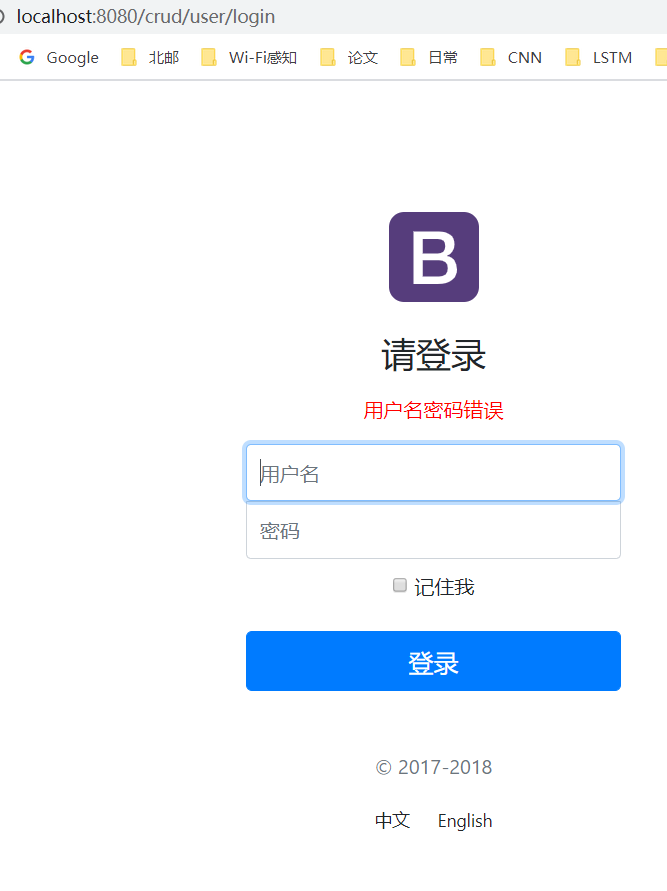 localhost:8080/crud/user/login
Google 北邮 Wi-Fi感知 论文 日常 CNN LSTM
B
请登录
用户名密码错误
用户名
密码
记住我
登录
© 2017-2018
中文 English